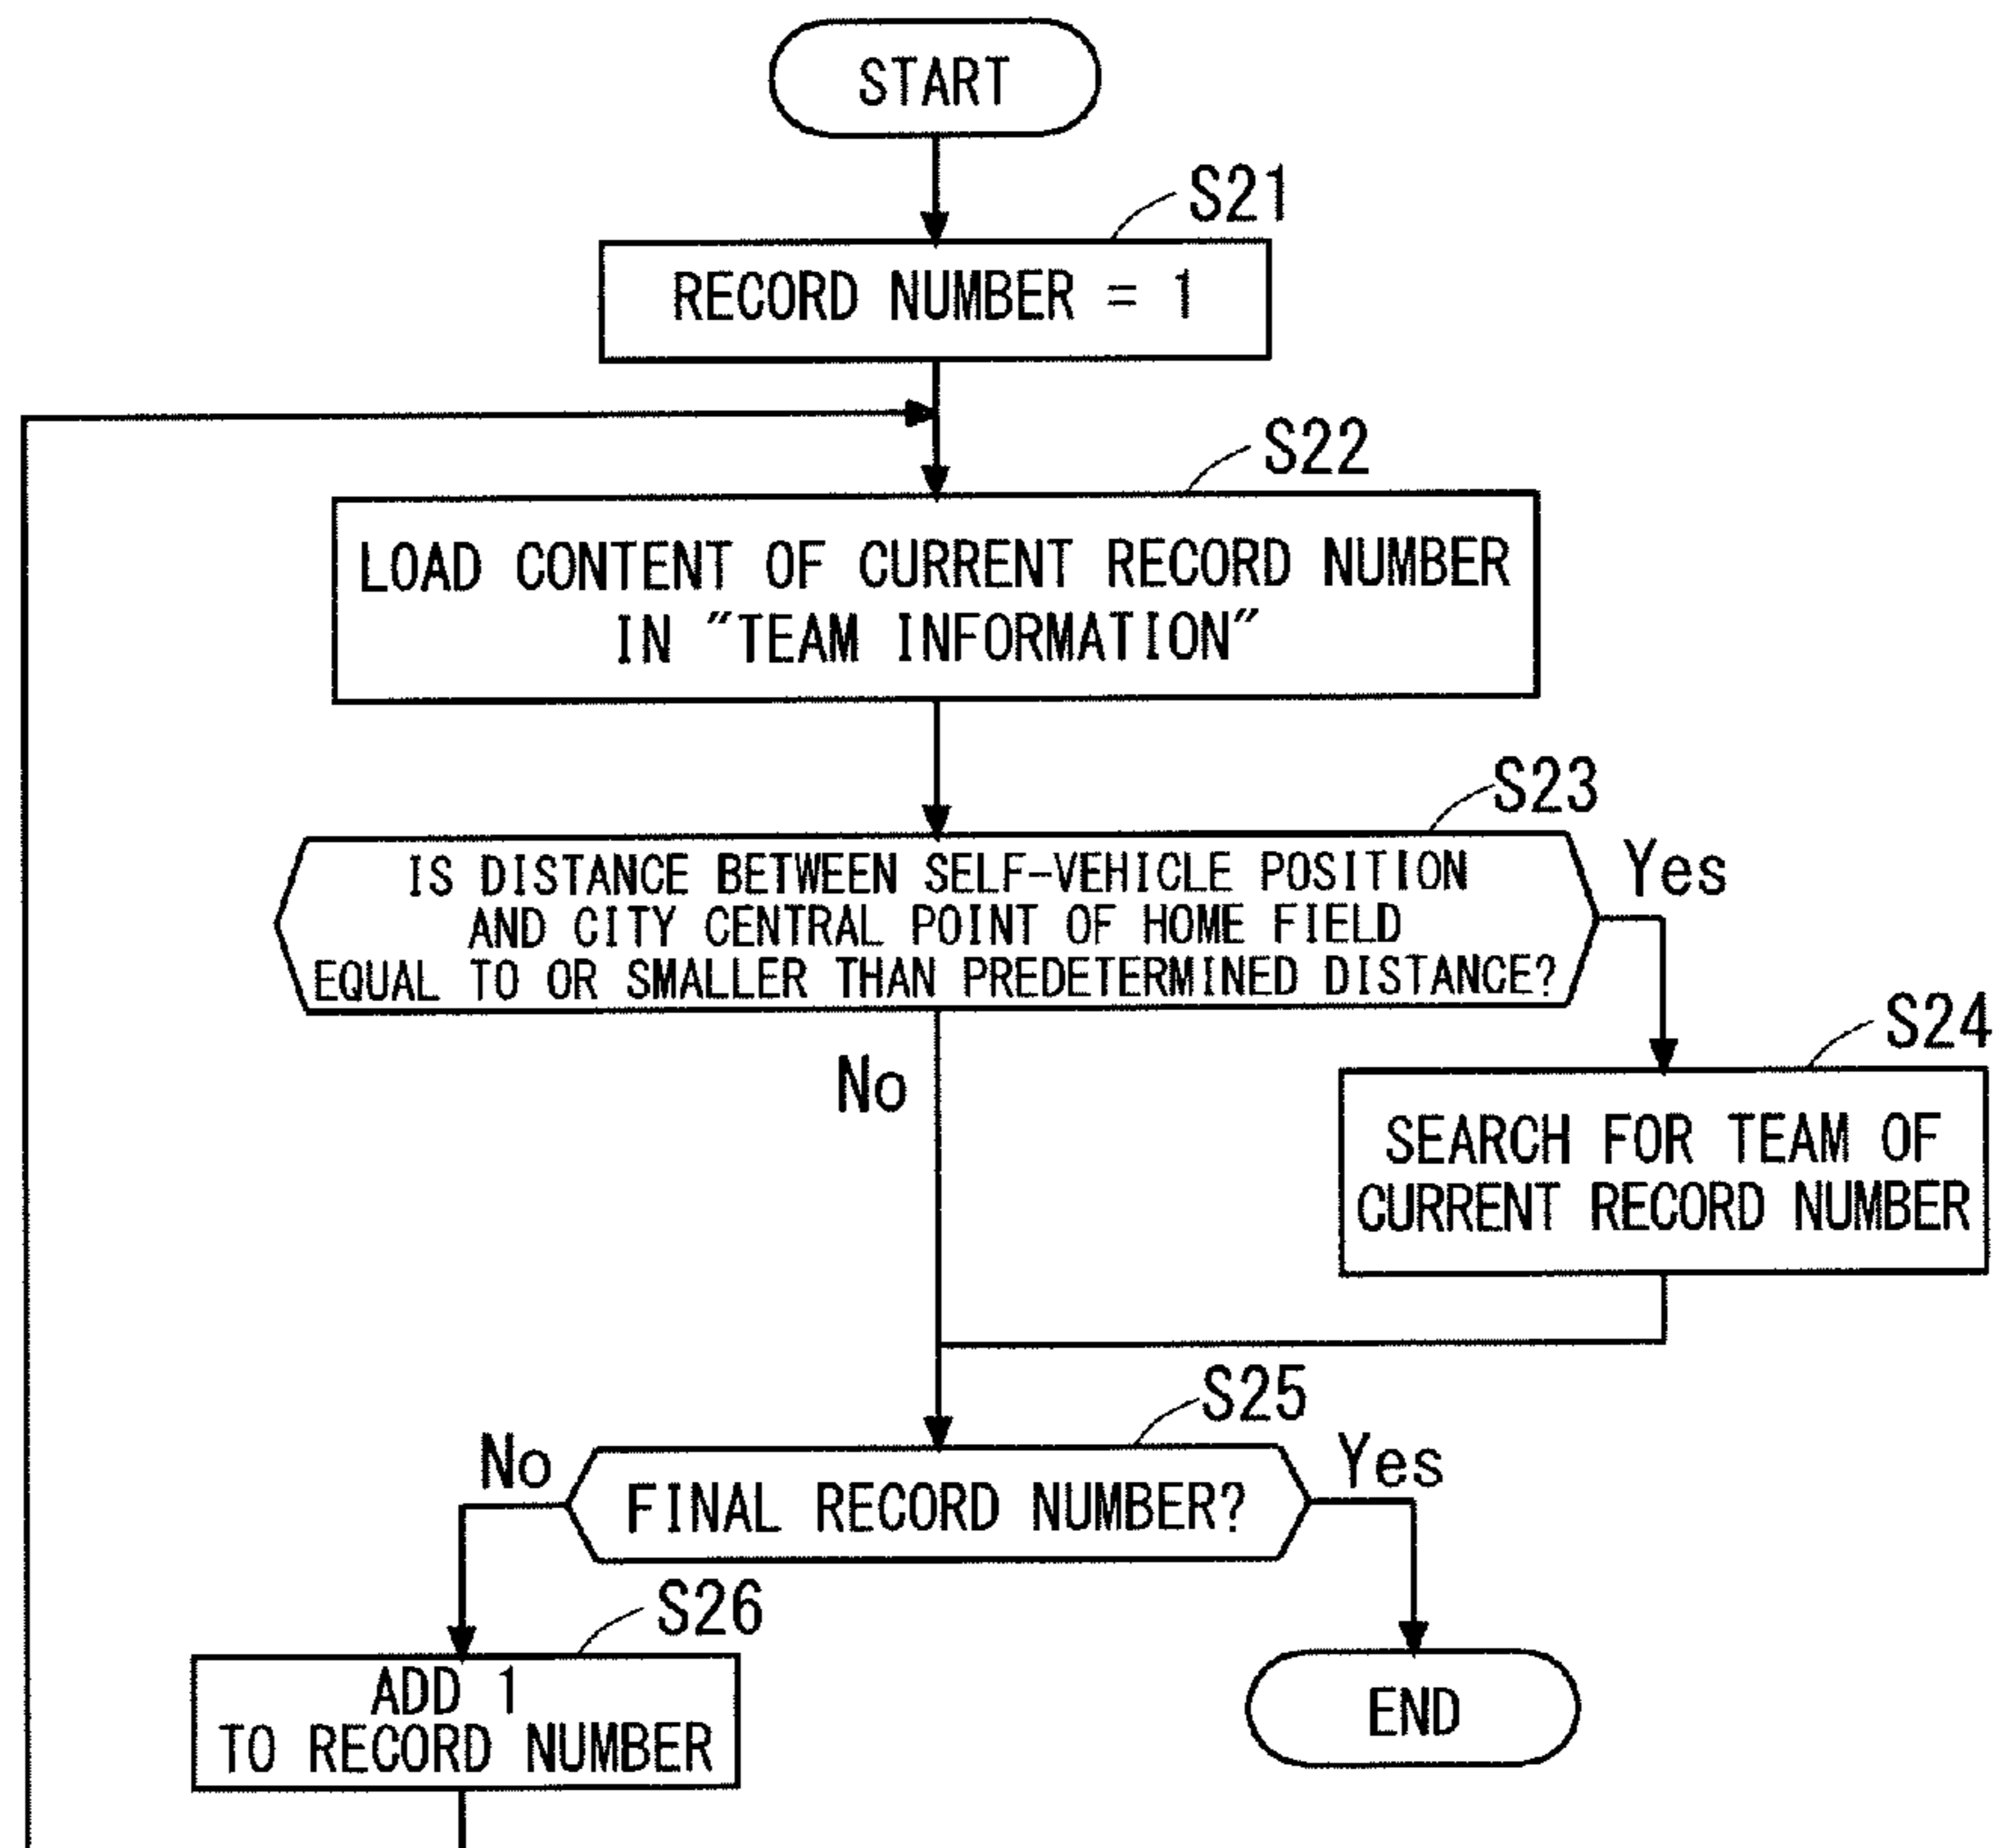 START
S21
RECORD NUMBER = 1
S22
LOAD CONTENT OF CURRENT RECORD NUMBER
IN "TEAM INFORMATION"
S23
IS DISTANCE BETWEEN SELF-VEHICLE POSITION
AND CITY CENTRAL POINT OF HOME FIELD
EQUAL TO OR SMALLER THAN PREDETERMINED DISTANCE?
Yes
No
S24
SEARCH FOR TEAM OF
CURRENT RECORD NUMBER
S25
No
FINAL RECORD NUMBER?
Yes
S26
ADD 1
TO RECORD NUMBER
END